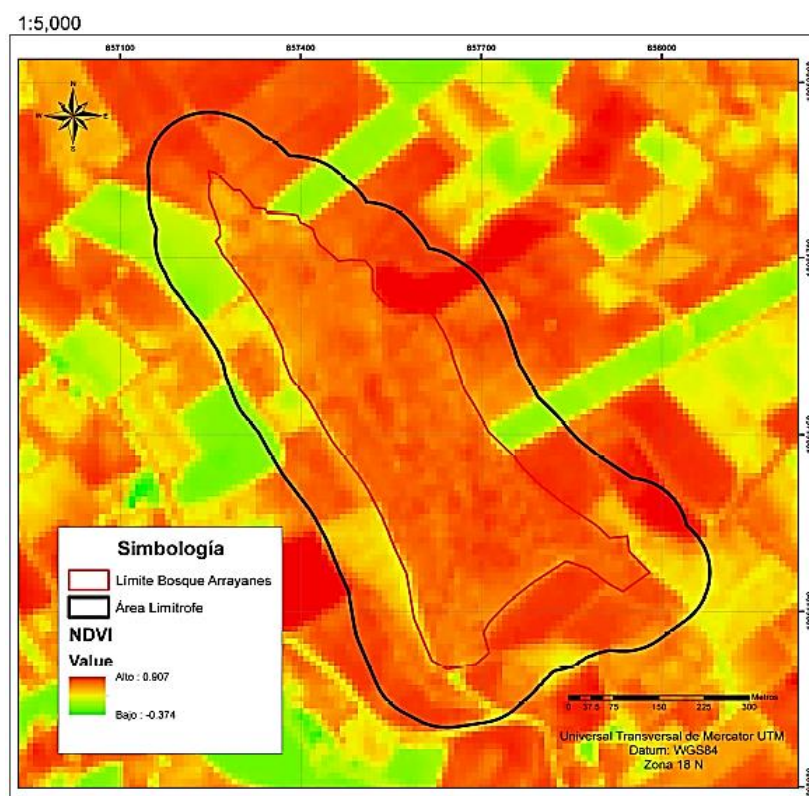 1:5,000
857100 857400 857700 858000
N
W E
S
Simbología
Límite Bosque Arrayanes
Área Limítrofe
NDVI
Value
Alto : 0.907
Bajo : -0.374
Metros
0 37.5 75 150 225 300
Universal Transversal de Mercator UTM
Datum: WGS84
Zona 18 N